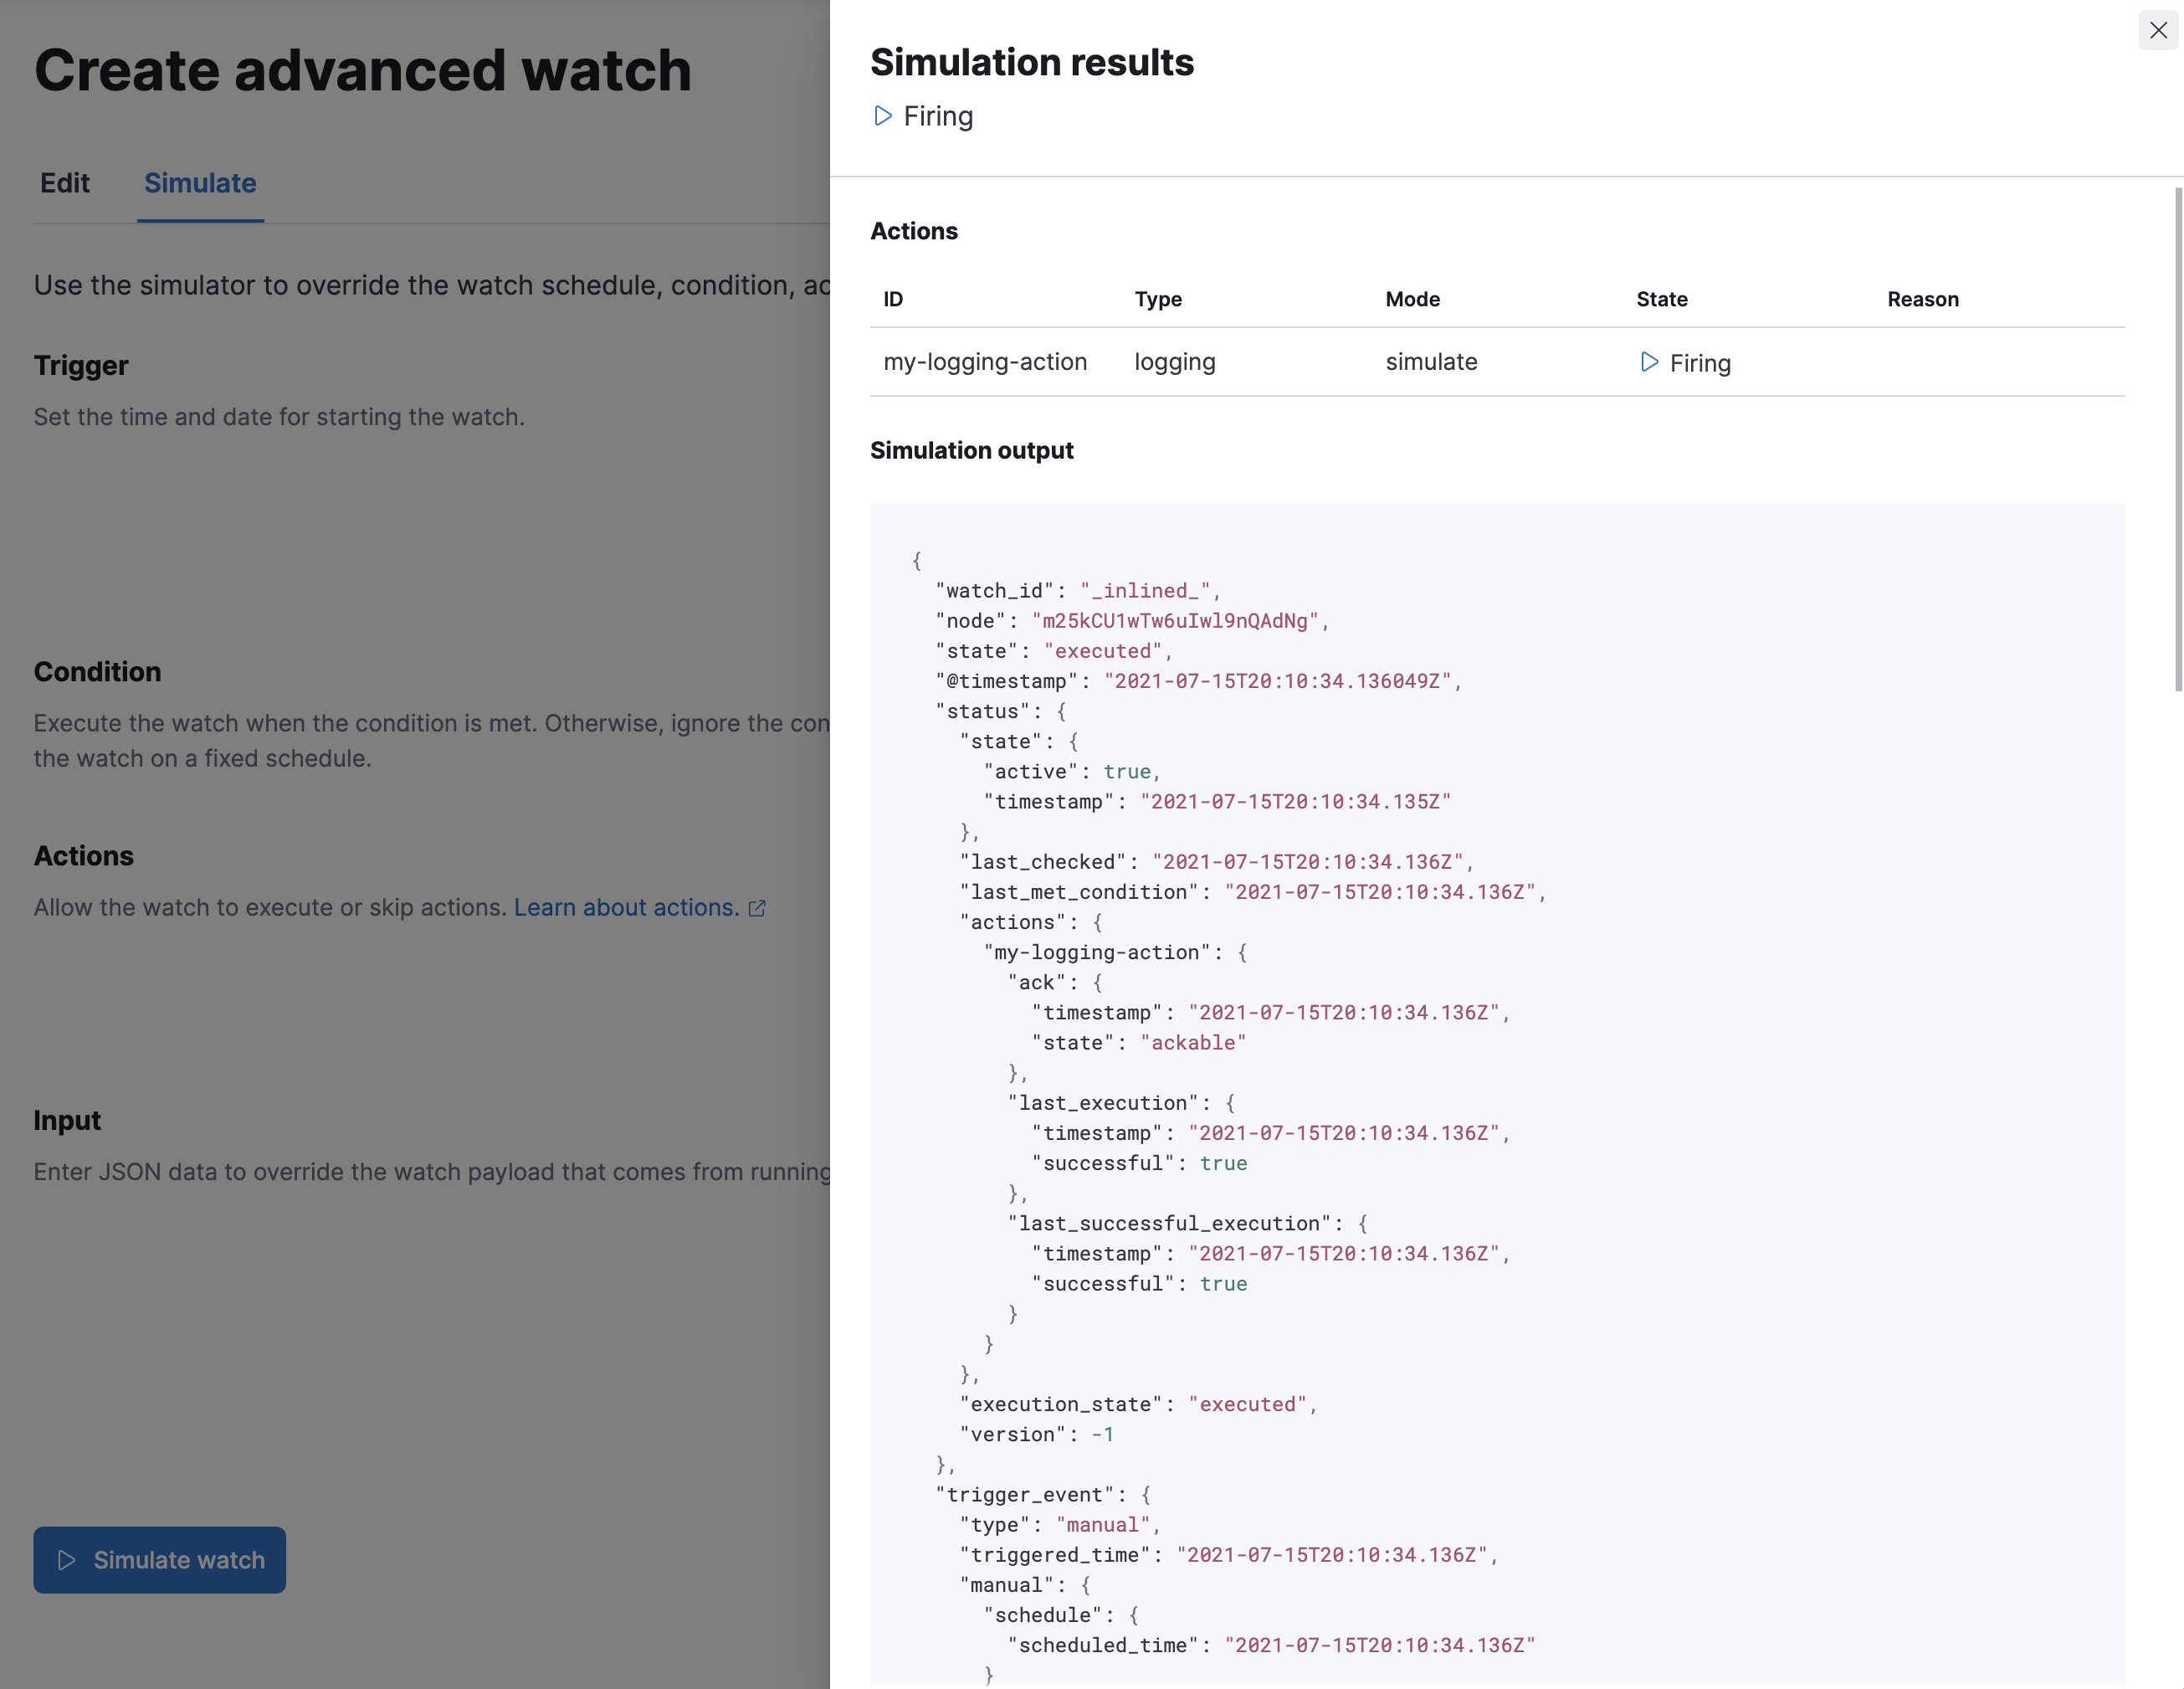 Create advanced watch
Edit
Simulate
Use the simulator to override the watch schedule, condition, ac
Trigger
Set the time and date for starting the watch.
Condition
Execute the watch when the condition is met. Otherwise, ignore the con
the watch on a fixed schedule.
Actions
Allow the watch to execute or skip actions. Learn about actions.
Input
Enter JSON data to override the watch payload that comes from running
Simulate watch
Simulation results
Firing
Actions
ID Type Mode State Reason
my-logging-action logging simulate Firing
Simulation output
{
"watch_id": "_inlined_",
"node": "m25kCU1wTw6uIwl9nQAdNg",
"state": "executed",
"@timestamp": "2021-07-15T20:10:34.136049Z",
"status": {
"state": {
"active": true,
"timestamp": "2021-07-15T20:10:34.135Z"
},
"last_checked": "2021-07-15T20:10:34.136Z",
"last_met_condition": "2021-07-15T20:10:34.136Z",
"actions": {
"my-logging-action": {
"ack": {
"timestamp": "2021-07-15T20:10:34.136Z",
"state": "ackable"
},
"last_execution": {
"timestamp": "2021-07-15T20:10:34.136Z",
"successful": true
},
"last_successful_execution": {
"timestamp": "2021-07-15T20:10:34.136Z",
"successful": true
}
}
},
"execution_state": "executed",
"version": -1
},
"trigger_event": {
"type": "manual",
"triggered_time": "2021-07-15T20:10:34.136Z",
"manual": {
"schedule": {
"scheduled_time": "2021-07-15T20:10:34.136Z"
}